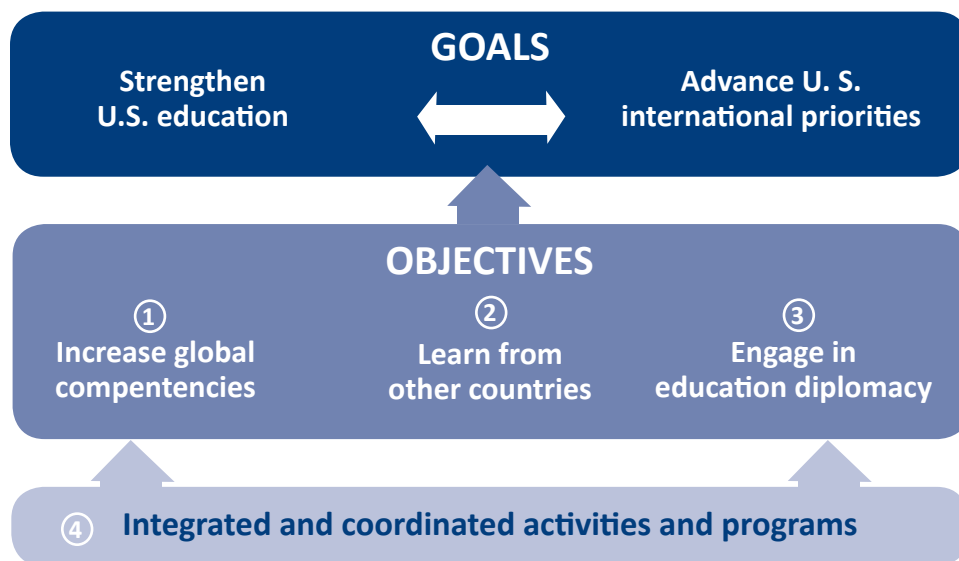 GOALS
Strengthen
U.S. education
Advance U. S.
international priorities
OBJECTIVES
1
Increase global
compentencies
2
Learn from
other countries
3
Engage in
education diplomacy
4 Integrated and coordinated activities and programs